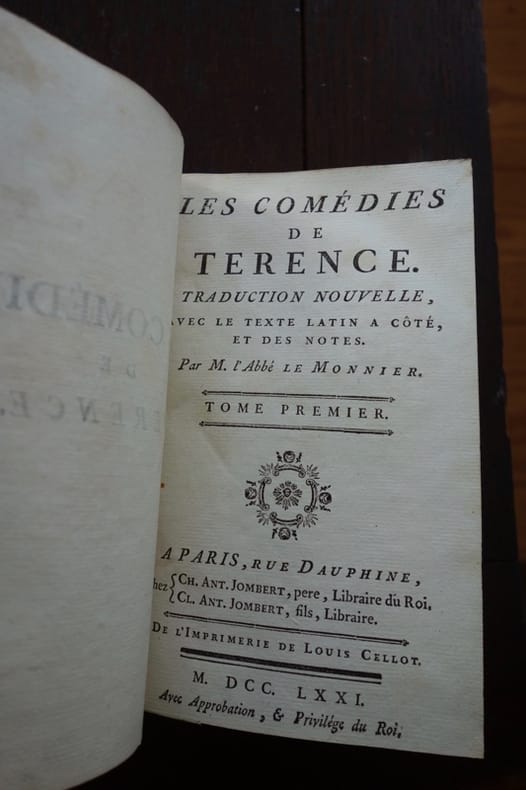 LES COMÉDIES
DE
TERENCE.
TRADUCTION NOUVELLE,
AVEC LE TEXTE LATIN A CÔTÉ,
ET DES NOTES.
Par M. l'Abbé LE MONNIER.
TOME PREMIER.
A PARIS, RUE DAUPHINE,
chez { CH. ANT. JOMBERT, pere, Libraire du Roi.
CL. ANT. JOMBERT, fils, Libraire.
DE L'IMPRIMERIE DE LOUIS CELLOT.
M. DCC. LXXI.
Avec Approbation, & Privilége du Roi.